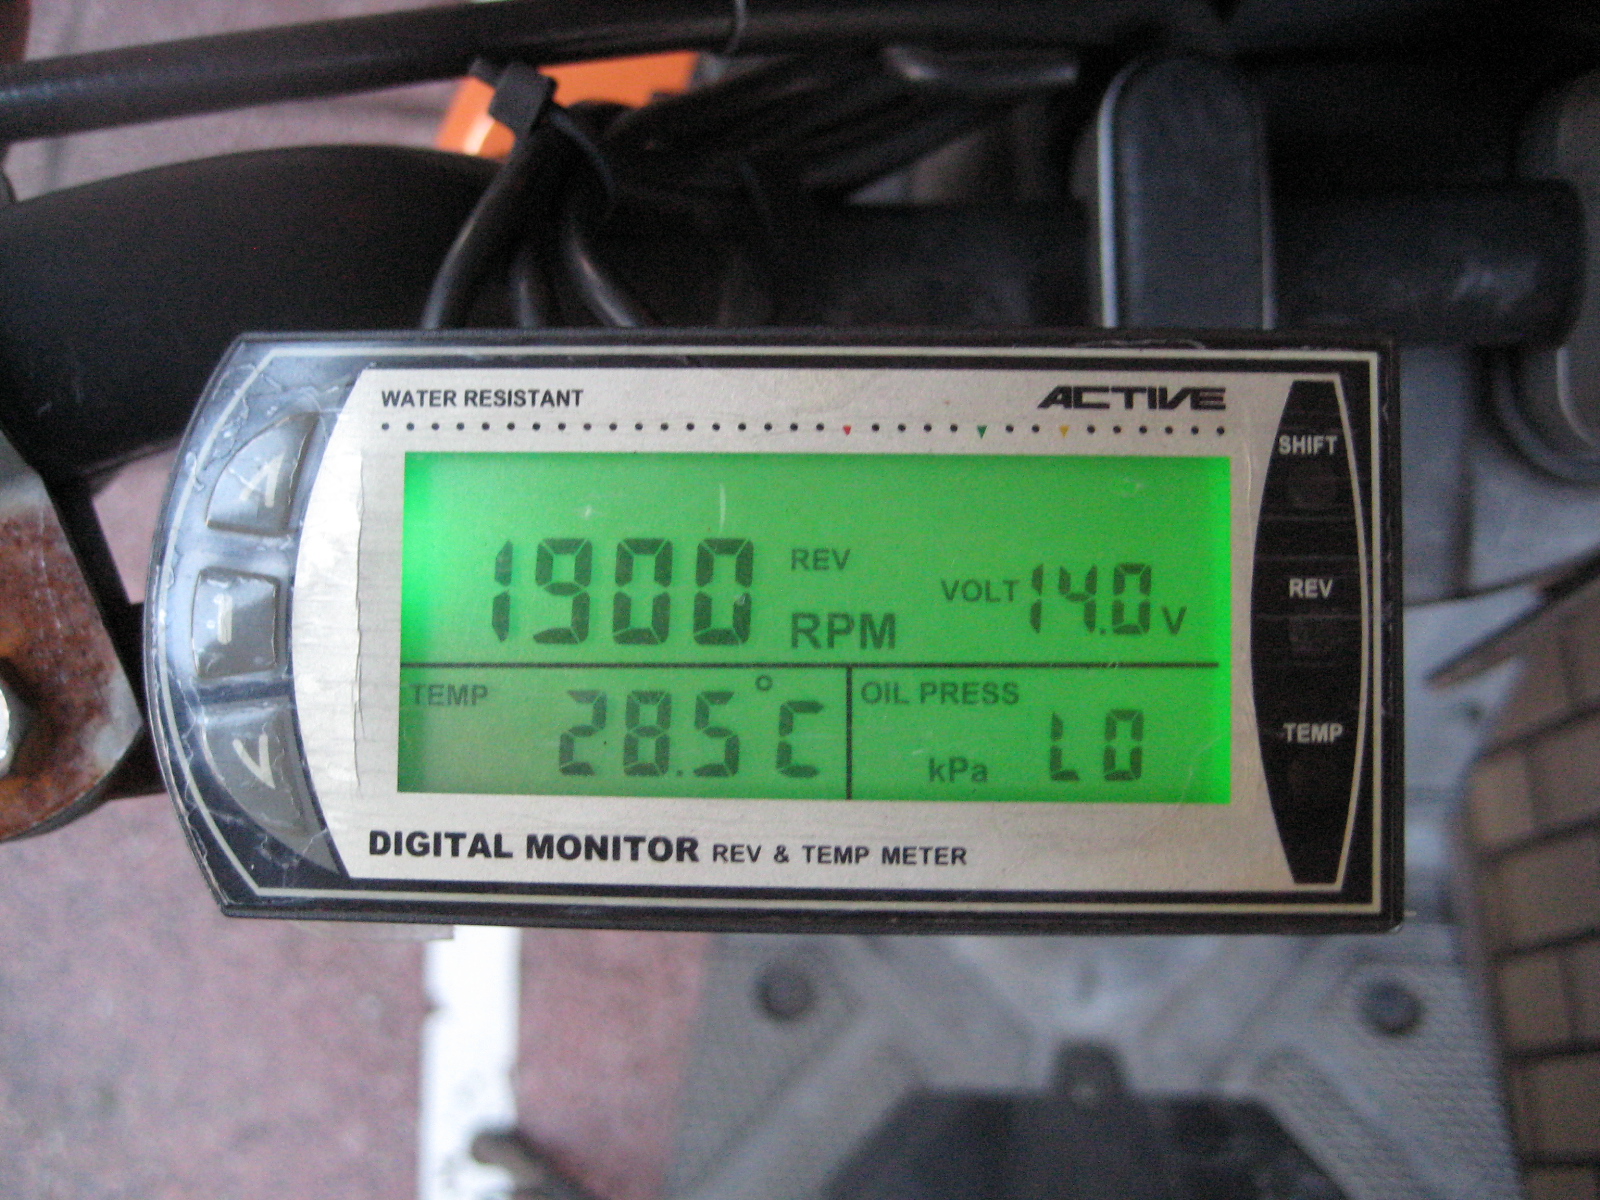 WATER RESISTANT
ACTIVE
SHIFT
1900 REV RPM
VOLT 14.0 V
REV
TEMP 28.5°C
OIL PRESS
kPa LO
TEMP
DIGITAL MONITOR REV & TEMP METER